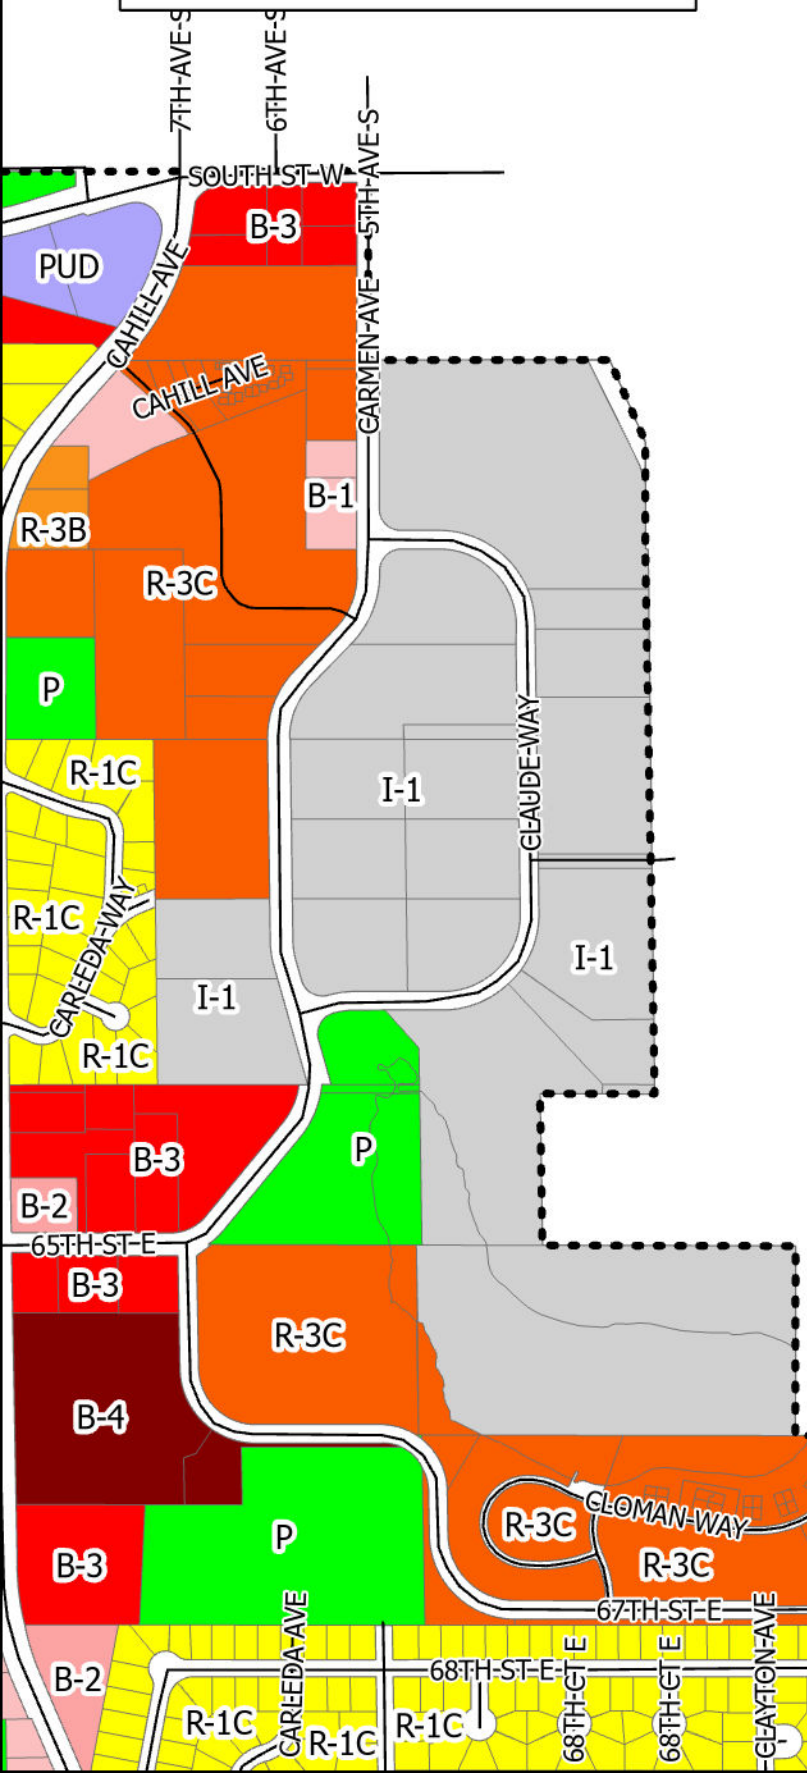 7TH-AVE-S
6TH-AVE-S
5TH-AVE-S
SOUTH ST W
B-3
PUD
CAHILL-AVE
CARMEN-AVE
CAHILL AVE
B-1
R-3B
R-3C
P
R-1C
I-1
CLAUDE-WAY
R-1C
CARLEDA-WAY
I-1
I-1
R-1C
P
B-3
B-2
65TH-ST E
B-3
R-3C
B-4
CLOMAN-WAY
R-3C
P
B-3
R-3C
67TH ST E
CARLEDA-AVE
68TH-CT E
68TH-CT E
CLAYTON-AVE
68TH-ST E
B-2
R-1C
R-1C
R-1C